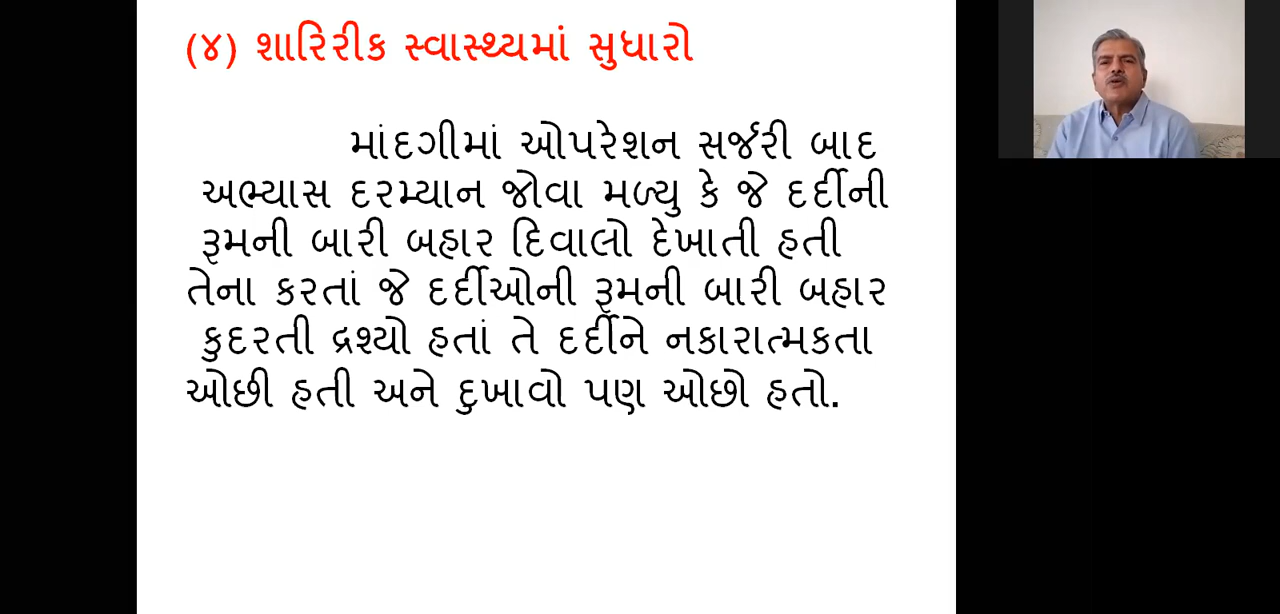 (૪) શારિરીક સ્વાસ્થ્યમાં સુધારો
માંદગીમાં ઓપરેશન સર્જરી બાદ
અભ્યાસ દરમ્યાન જોવા મળ્યુ કે જે દર્દીની
રૂમની બારી બહાર દિવાલો દેખાતી હતી
તેના કરતાં જે દર્દીઓની રૂમની બારી બહાર
કુદરતી દ્રશ્યો હતાં તે દર્દીને નકારાત્મકતા
ઓછી હતી અને દુખાવો પણ ઓછો હતો.